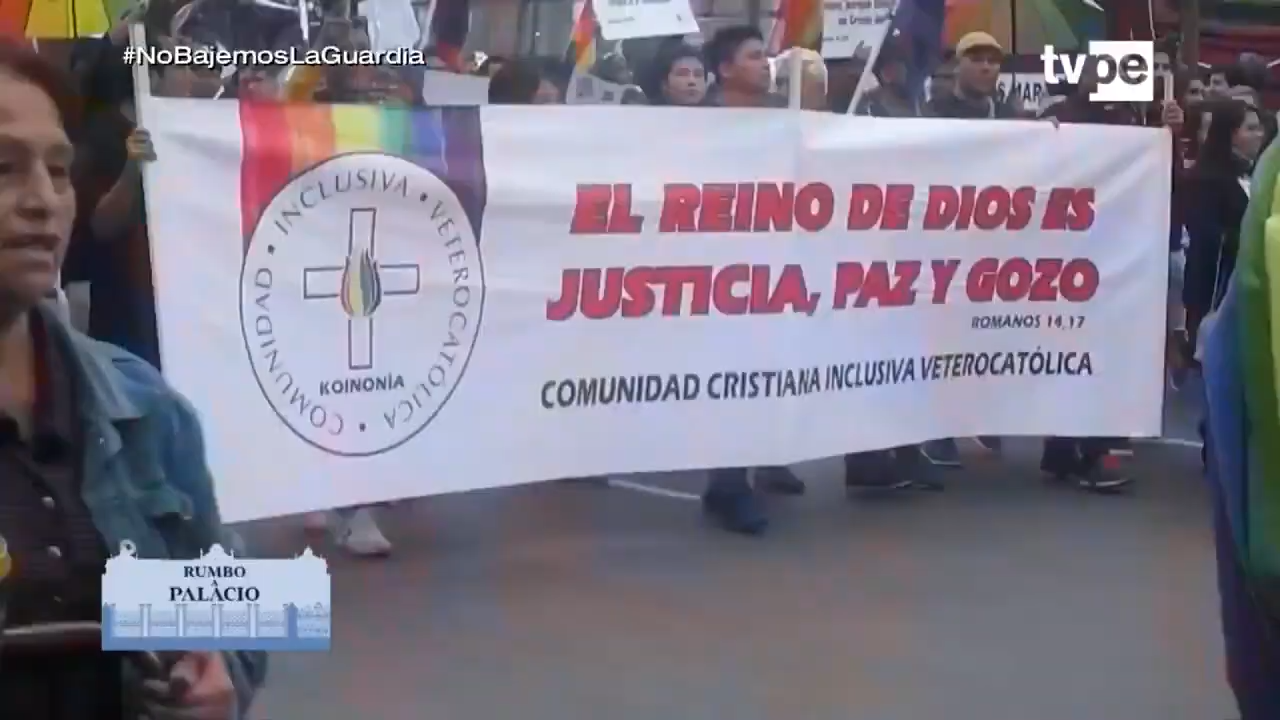 #NoBajemosLaGuardia
tvpe
COMUNIDAD • INCLUSIVA • VETEROCATÓLICA •
KOINONÍA
EL REINO DE DIOS ES
JUSTICIA, PAZ Y GOZO
ROMANOS 14,17
COMUNIDAD CRISTIANA INCLUSIVA VETEROCATÓLICA
RUMBO
A
PALACIO